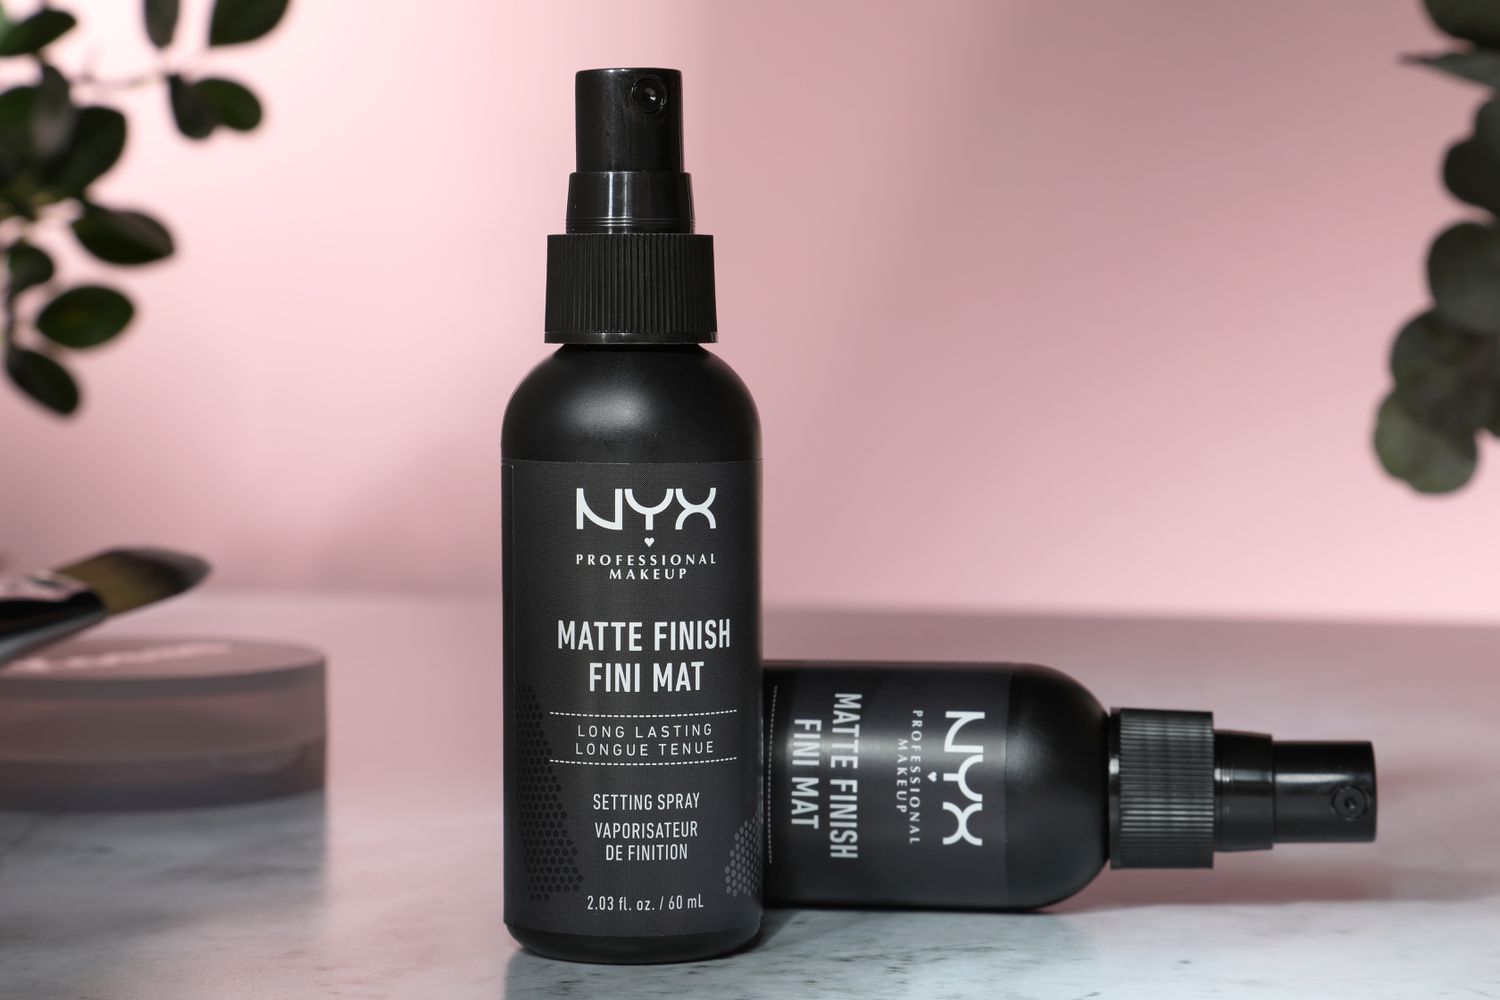 NYX
PROFESSIONAL
MAKEUP
MATTE FINISH
FINI MAT
LONG LASTING
LONGUE TENUE
SETTING SPRAY
VAPORISATEUR
DE FINITION
2.03 fl. oz. / 60 mL
NYX
PROFESSIONAL
MAKEUP
MATTE FINISH
FINI MAT